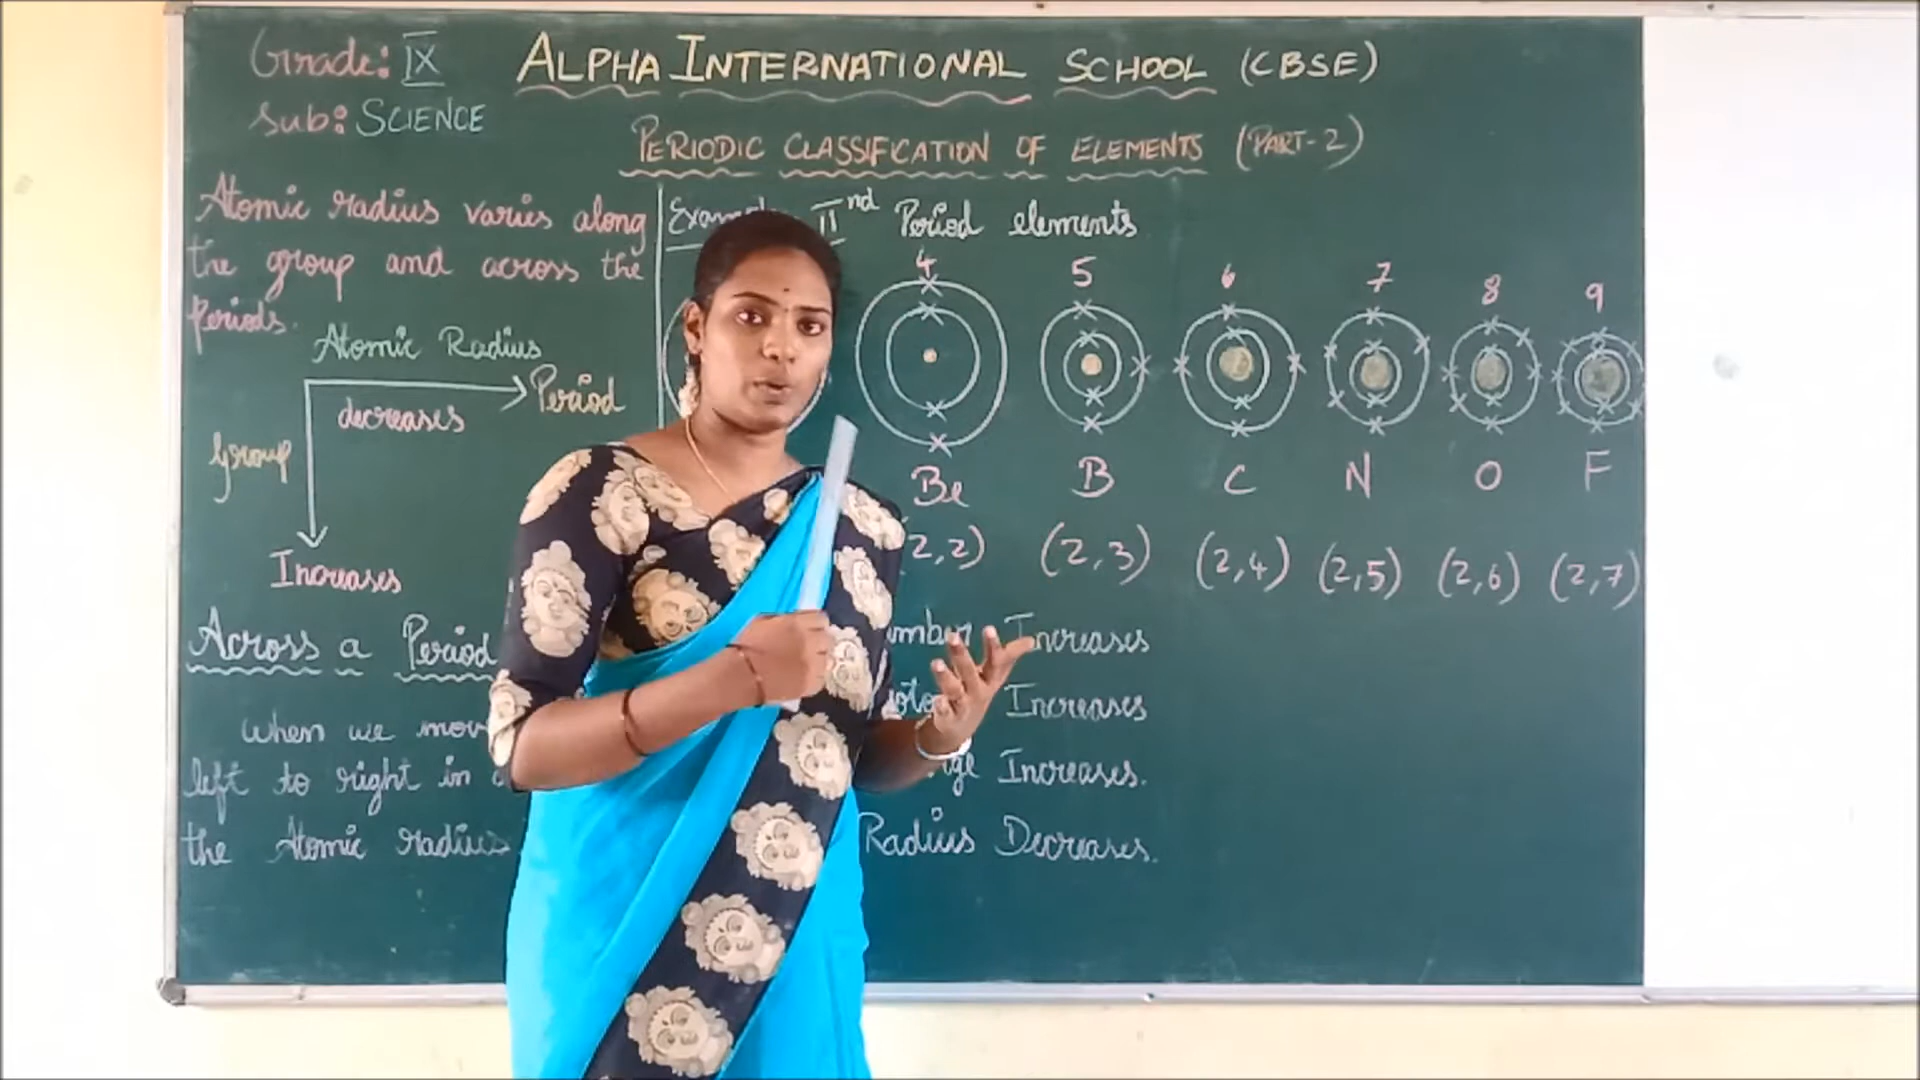 Grade: IX
Sub: SCIENCE
ALPHA INTERNATIONAL SCHOOL (CBSE)
PERIODIC CLASSIFICATION OF ELEMENTS (PART-2)
Atomic radius varies along
the group and across the
Periods.
Atomic Radius
Period
decreases
Group
Increases
Across a Period
When we
left to right in
the Atomic radius
IInd Period elements
4 5 6 7 8 9
Be B C N O F
2,2) (2,3) (2,4) (2,5) (2,6) (2,7)
Increases
Increases
Increases.
Radius Decreases.